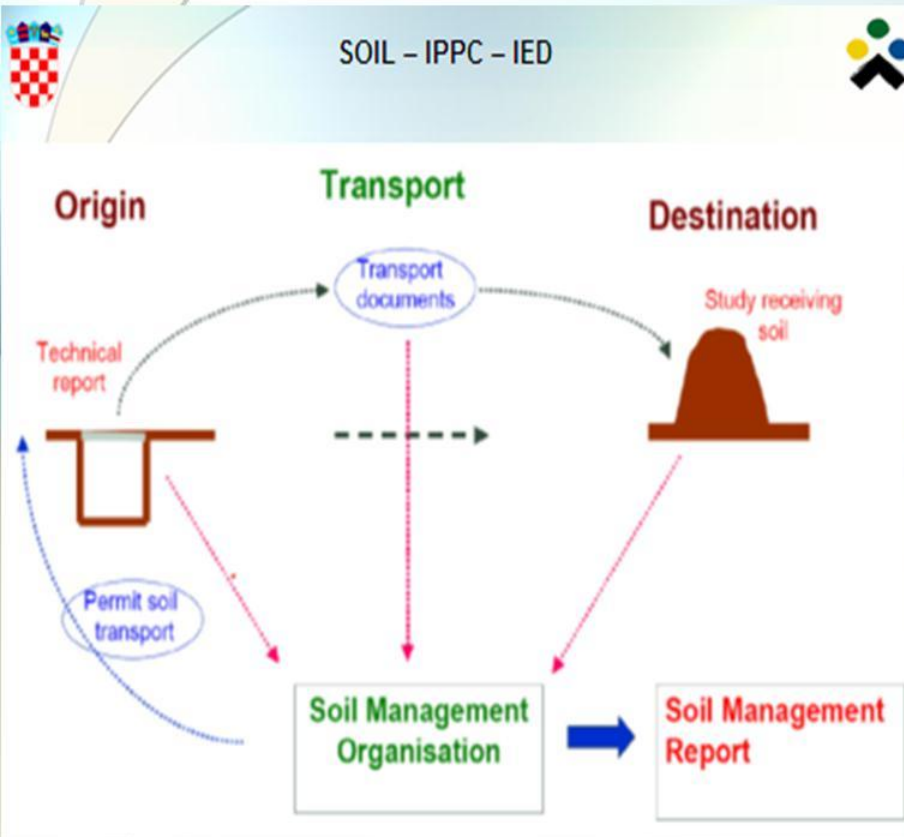 SOIL – IPPC – IED
Origin
Transport
Destination
Transport
documents
Study receiving
soil
Technical
report
Permit soil
transport
Soil Management
Organisation
Soil Management
Report